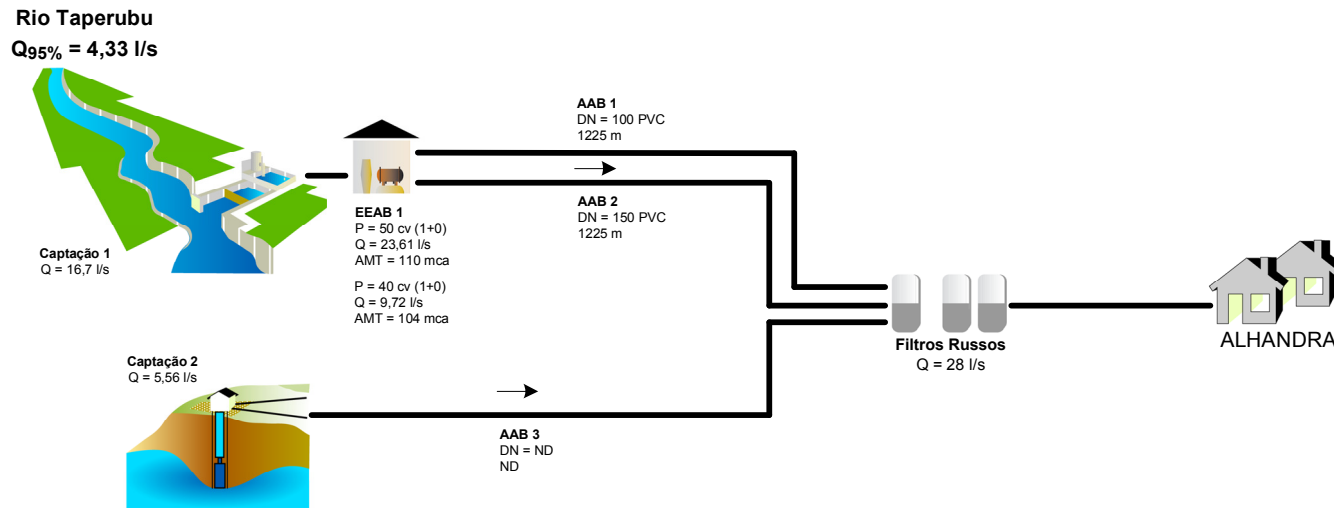 Rio Taperubu
Q95% = 4,33 l/s
Captação 1
Q = 16,7 l/s
EEAB 1
P = 50 cv (1+0)
Q = 23,61 l/s
AMT = 110 mca
P = 40 cv (1+0)
Q = 9,72 l/s
AMT = 104 mca
AAB 1
DN = 100 PVC
1225 m
AAB 2
DN = 150 PVC
1225 m
Captação 2
Q = 5,56 l/s
AAB 3
DN = ND
ND
Filtros Russos
Q = 28 l/s
ALHANDRA